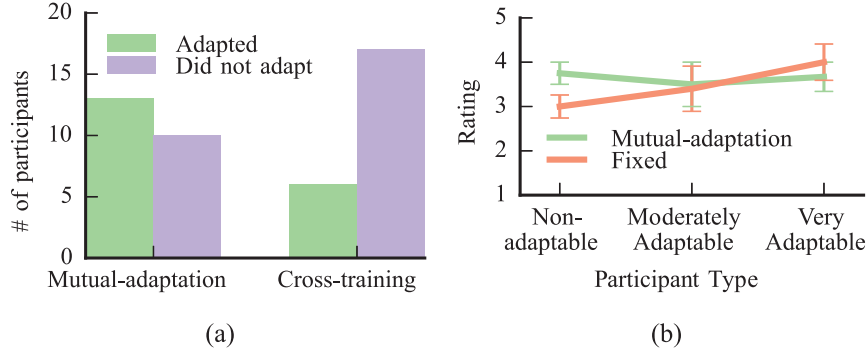 20
15
10
5
0
# of participants
Adapted
Did not adapt
Mutual-adaptation
Cross-training
(a)
5
4
3
2
1
Rating
Mutual-adaptation
Fixed
Non-
adaptable
Moderately
Adaptable
Very
Adaptable
Participant Type
(b)